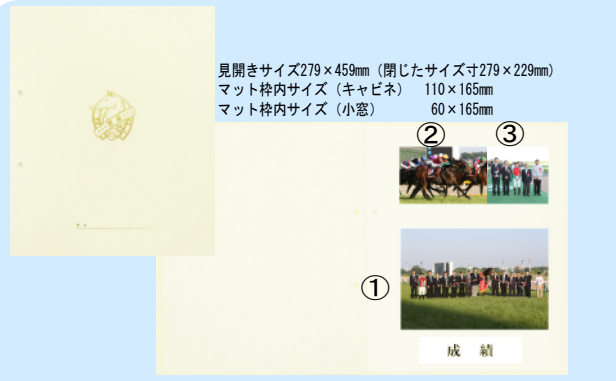 見開きサイズ279×459㎜（閉じたサイズ寸279×229㎜）
マット枠内サイズ（キャビネ）　110×165㎜
マット枠内サイズ（小窓）　60×165㎜
②　③
①
成　績